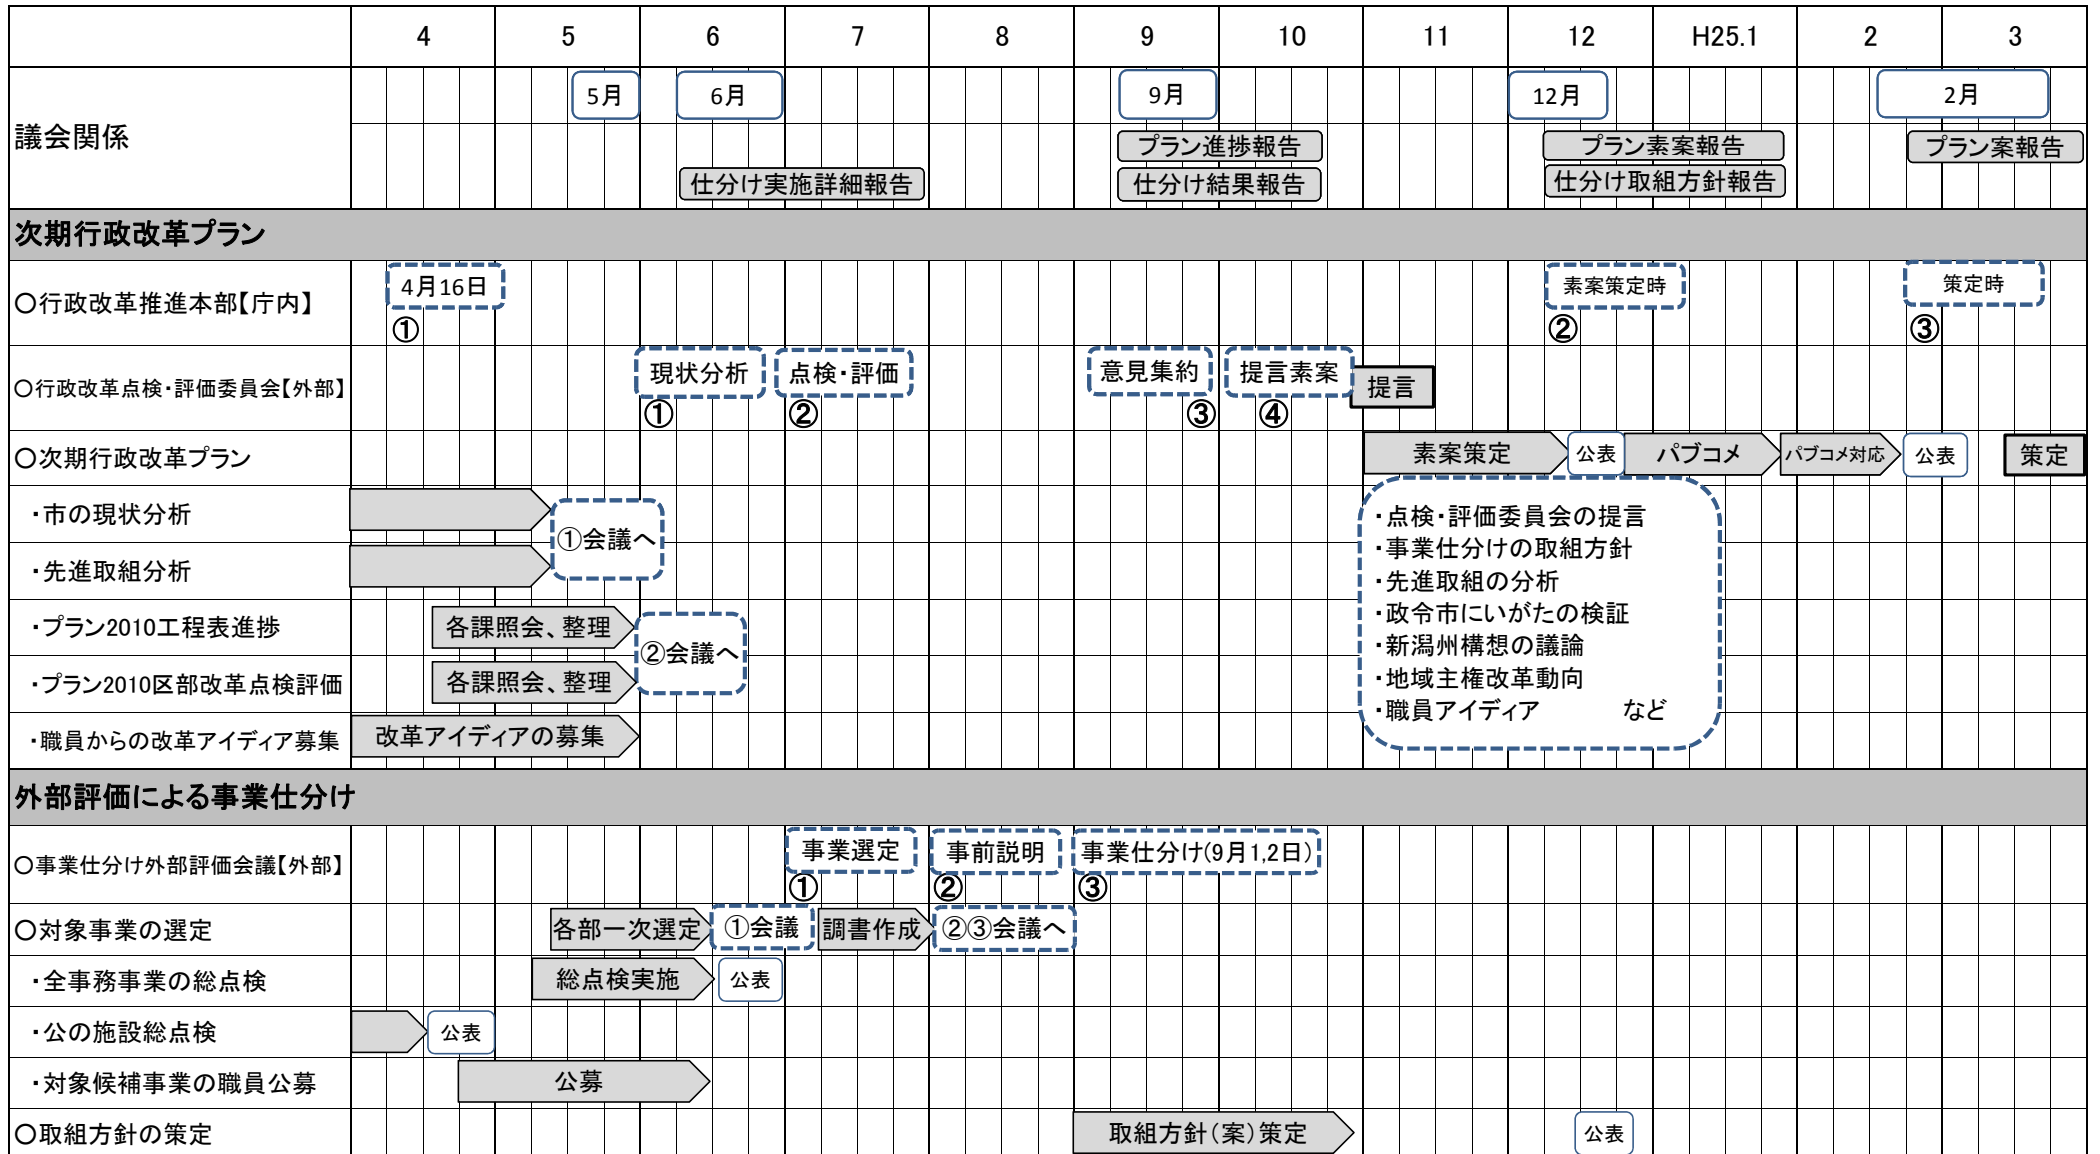 4 5 6 7 8 9 10 11 12 H25.1 2 3
議会関係
5月 6月 9月 12月 2月
プラン進捗報告 プラン素案報告 プラン案報告
仕分け実施詳細報告 仕分け結果報告 仕分け取組方針報告
次期行政改革プラン
○行政改革推進本部【庁内】
4月16日 素案策定時 策定時
① ② ③
○行政改革点検・評価委員会【外部】
現状分析 点検・評価 意見集約 提言素案 提言
① ② ③ ④
○次期行政改革プラン
素案策定 公表 パブコメ パブコメ対応 公表 策定
・市の現状分析
①会議へ
・先進取組分析
・プラン2010工程表進捗
各課照会、整理
②会議へ
・プラン2010区部改革点検評価
各課照会、整理
・職員からの改革アイディア募集
改革アイディアの募集
・点検・評価委員会の提言
・事業仕分けの取組方針
・先進取組の分析
・政令市にいがたの検証
・新潟州構想の議論
・地域主権改革動向
・職員アイディア など
外部評価による事業仕分け
○事業仕分け外部評価会議【外部】
事業選定 事前説明 事業仕分け(9月1,2日)
① ② ③
○対象事業の選定
各部一次選定 ①会議 調書作成 ②③会議へ
・全事務事業の総点検
総点検実施 公表
・公の施設総点検
公表
・対象候補事業の職員公募
公募
○取組方針の策定
取組方針(案)策定 公表